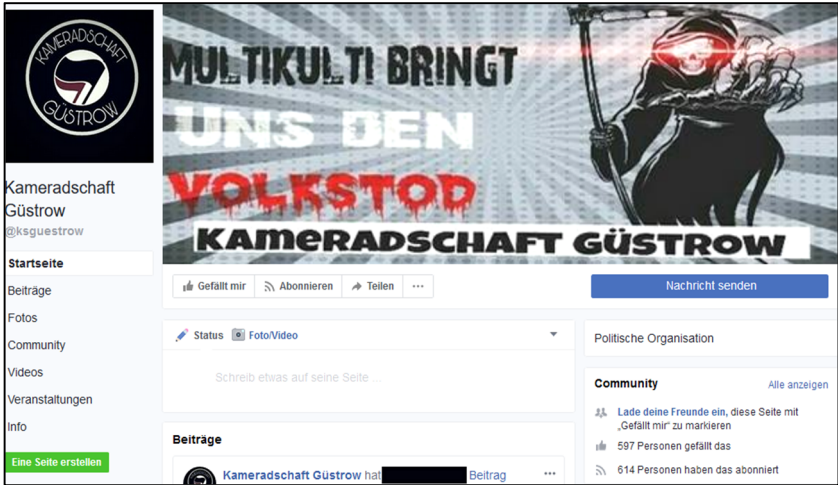 KAMERADSCHAFT
GÜSTROW
MULTIKULTI BRINGT
UNS DEN
VOLKSTOD
KAMERADSCHAFT GÜSTROW
Kameradschaft
Güstrow
@ksguestrow
Startseite
Beiträge
Fotos
Community
Videos
Veranstaltungen
Info
Eine Seite erstellen
Gefällt mir Abonnieren Teilen ...
Nachricht senden
Status Foto/Video
Schreib etwas auf seine Seite ...
Beiträge
Kameradschaft Güstrow hat Beitrag ...
Politische Organisation
Community Alle anzeigen
Lade deine Freunde ein, diese Seite mit
„Gefällt mir“ zu markieren
597 Personen gefällt das
614 Personen haben das abonniert